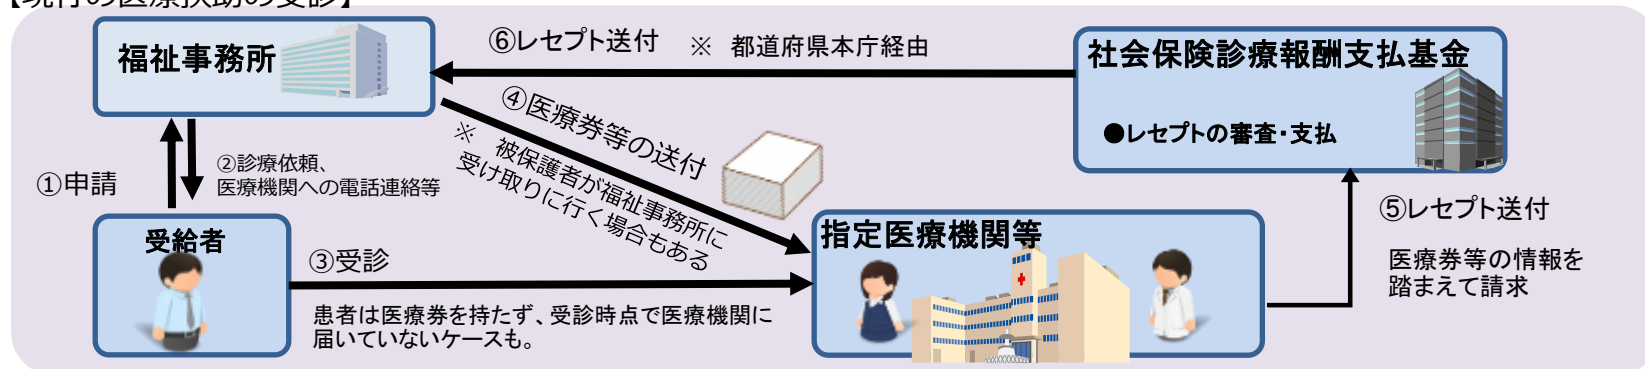 【現行の医療扶助の受診】
福祉事務所
⑥レセプト送付 ※ 都道府県本庁経由
社会保険診療報酬支払基金
●レセプトの審査・支払
④医療券等の送付
※ 被保護者が福祉事務所に
受け取りに行く場合もある
①申請
②診療依頼、
医療機関への電話連絡等
受給者
③受診
患者は医療券を持たず、受診時点で医療機関に
届いていないケースも。
指定医療機関等
⑤レセプト送付
医療券等の情報を
踏まえて請求